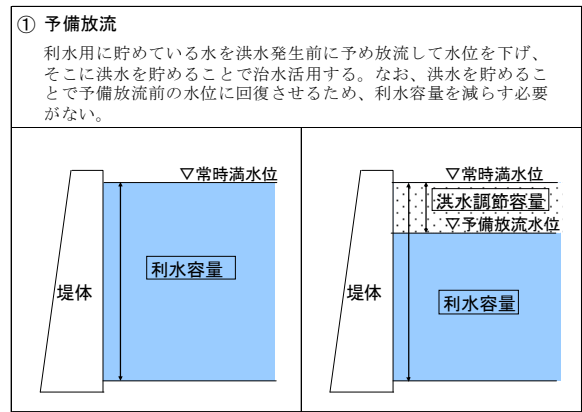 ① 予備放流
利水用に貯めている水を洪水発生前に予め放流して水位を下げ、
そこに洪水を貯めることで治水活用する。なお、洪水を貯めるこ
とで予備放流前の水位に回復させるため、利水容量を減らす必要
がない。
▽常時満水位
利水容量
堤体
▽常時満水位
洪水調節容量
▽予備放流水位
堤体
利水容量